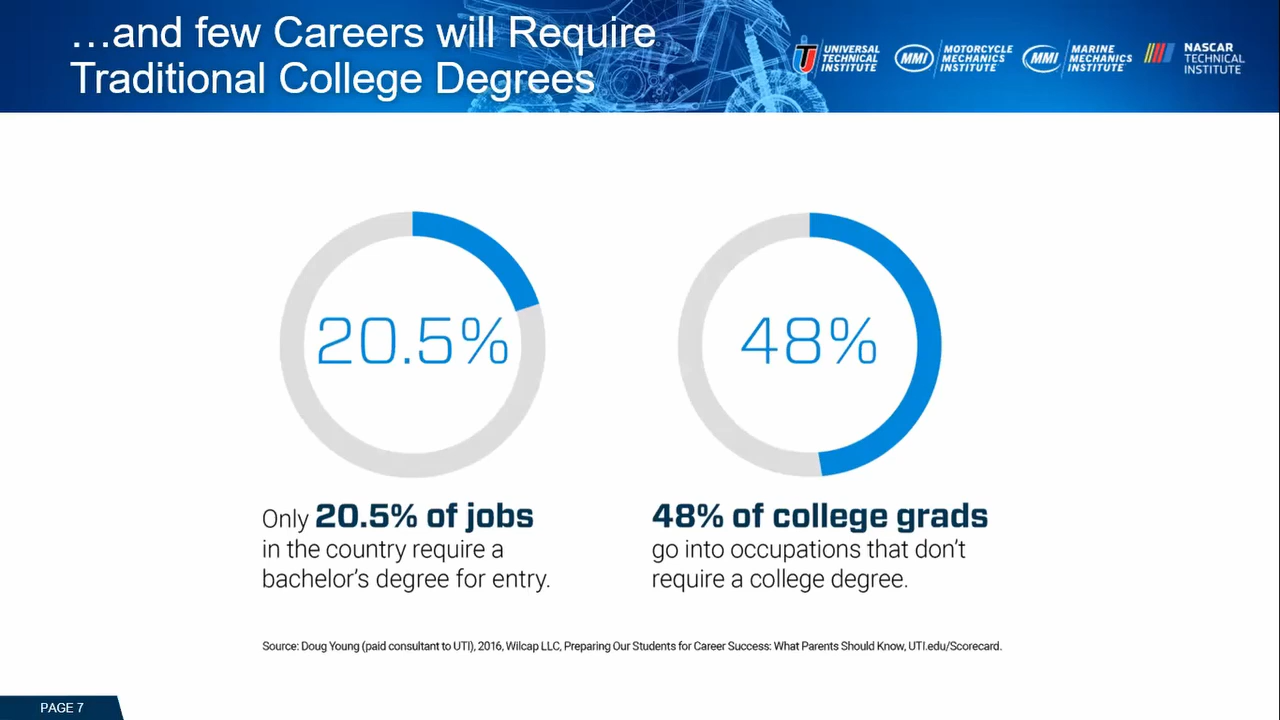 …and few Careers will Require
Traditional College Degrees
UNIVERSAL
TECHNICAL
INSTITUTE
MMI
MOTORCYCLE
MECHANICS
INSTITUTE
MMI
MARINE
MECHANICS
INSTITUTE
NASCAR
TECHNICAL
INSTITUTE
20.5%
48%
Only 20.5% of jobs
in the country require a
bachelor's degree for entry.
48% of college grads
go into occupations that don't
require a college degree.
Source: Doug Young (paid consultant to UTI), 2016, Wilcap LLC, Preparing Our Students for Career Success: What Parents Should Know, UTI.edu/Scorecard.
PAGE 7